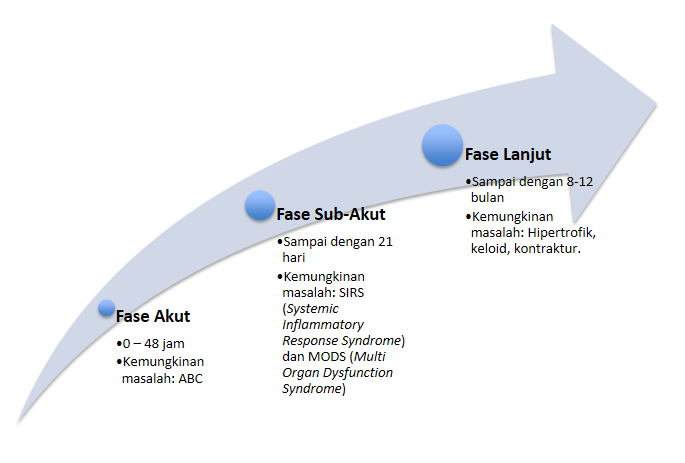 Fase Akut
•0 – 48 jam
•Kemungkinan
masalah: ABC
Fase Sub-Akut
•Sampai dengan 21
hari
•Kemungkinan
masalah: SIRS
(Systemic
Inflammatory
Response Syndrome)
dan MODS (Multi
Organ Dysfunction
Syndrome)
Fase Lanjut
•Sampai dengan 8-12
bulan
•Kemungkinan
masalah: Hipertrofik,
keloid, kontraktur.